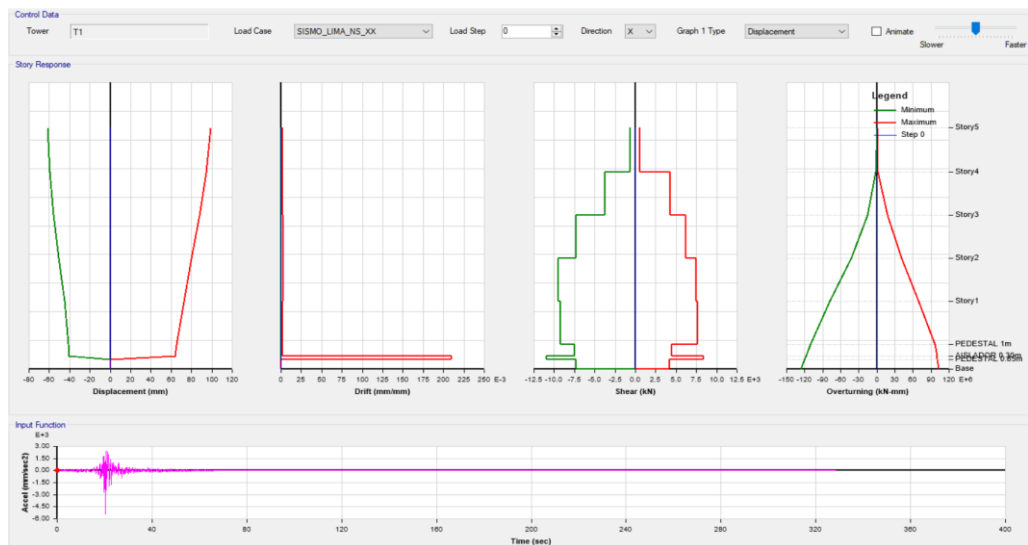 Control Data
Tower T1 Load Case SISMO_LIMA_NS_XX Load Step 0 Direction X Graph 1 Type Displacement Animate Slower Faster
Story Response
Legend
Minimum
Maximum
Step 0
Story5
Story4
Story3
Story2
Story1
PEDESTAL 1m
AISLADOR 0.30m
PEDESTAL 0.85m
Base
-80 -60 -40 -20 0 20 40 60 80 100 120
Displacement (mm)
0 25 50 75 100 125 150 175 200 225 250 E-3
Drift (mm/mm)
-12.5 -10.0 -7.5 -5.0 -2.5 0.0 2.5 5.0 7.5 10.0 12.5 E+3
Shear (kN)
-150 -120 -90 -60 -30 0 30 60 90 120 E+6
Overturning (kN-mm)
Input Function
E+3
3.00
1.50
0.00
-1.50
-3.00
-4.50
-6.00
Accel (mm/sec2)
0 40 80 120 160 200 240 280 320 360 400
Time (sec)